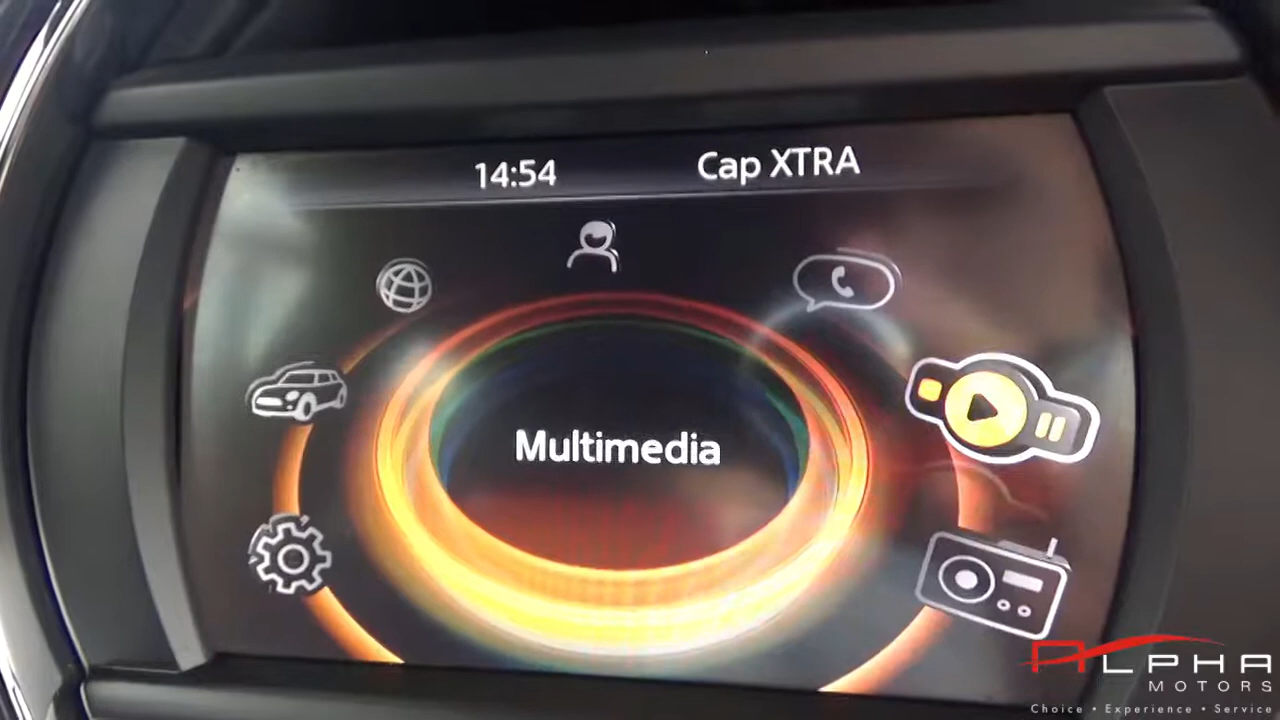 14:54 Cap XTRA
Multimedia
ALPHA
MOTORS
Choice • Experience • Service